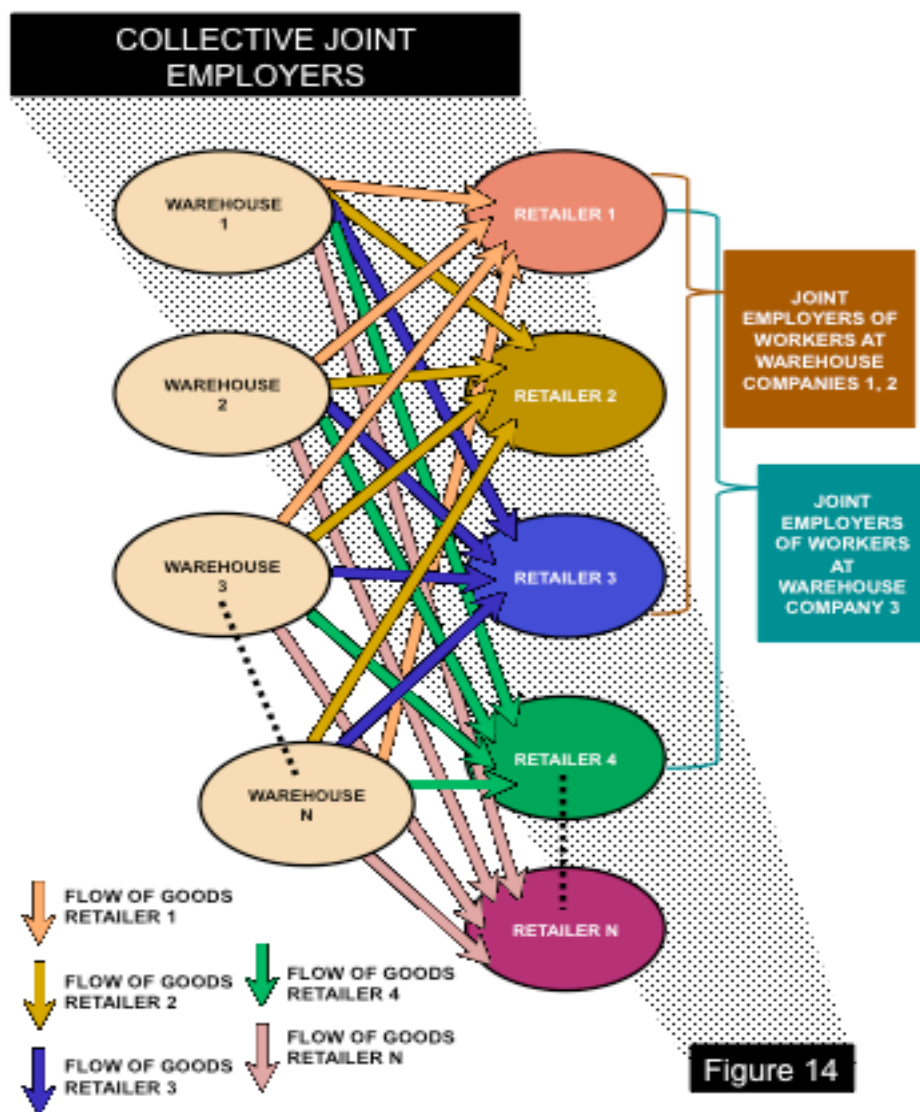 COLLECTIVE JOINT
EMPLOYERS
WAREHOUSE
1
RETAILER 1
WAREHOUSE
2
RETAILER 2
WAREHOUSE
3
RETAILER 3
WAREHOUSE
N
RETAILER 4
RETAILER N
JOINT
EMPLOYERS OF
WORKERS AT
WAREHOUSE
COMPANIES 1, 2
JOINT
EMPLOYERS
OF WORKERS
AT
WAREHOUSE
COMPANY 3
FLOW OF GOODS
RETAILER 1
FLOW OF GOODS
RETAILER 2
FLOW OF GOODS
RETAILER 3
FLOW OF GOODS
RETAILER 4
FLOW OF GOODS
RETAILER N
Figure 14